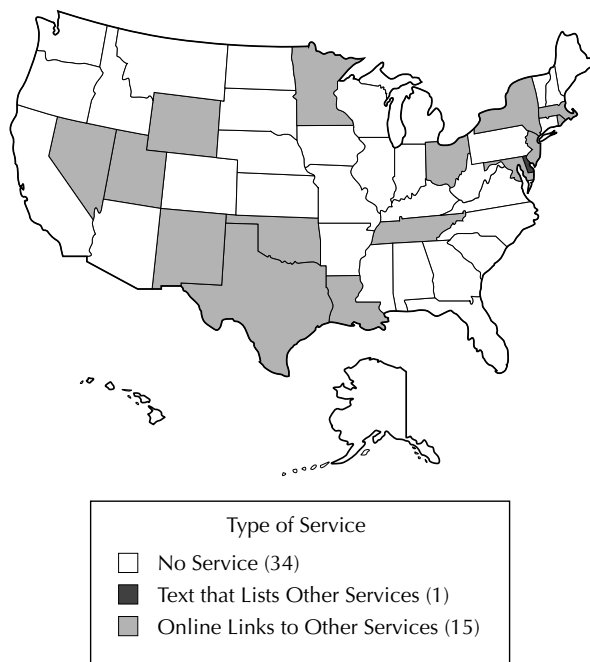 Type of Service
No Service (34)
Text that Lists Other Services (1)
Online Links to Other Services (15)